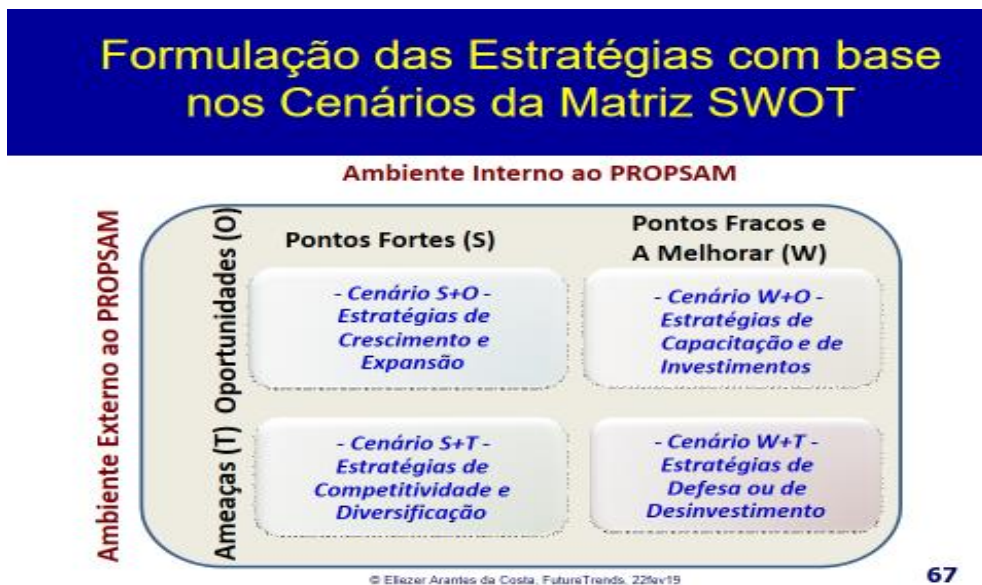 Formulação das Estratégias com base
nos Cenários da Matriz SWOT
Ambiente Interno ao PROPSAM
Ambiente Externo ao PROPSAM
Oportunidades (O)
Pontos Fortes (S)
Pontos Fracos e
A Melhorar (W)
- Cenário S+O -
Estratégias de
Crescimento e
Expansão
- Cenário W+O -
Estratégias de
Capacitação e de
Investimentos
Ameaças (T)
- Cenário S+T -
Estratégias de
Competitividade e
Diversificação
- Cenário W+T -
Estratégias de
Defesa ou de
Desinvestimento
© Eliezer Arantes da Costa, FutureTrends, 22fev19
67